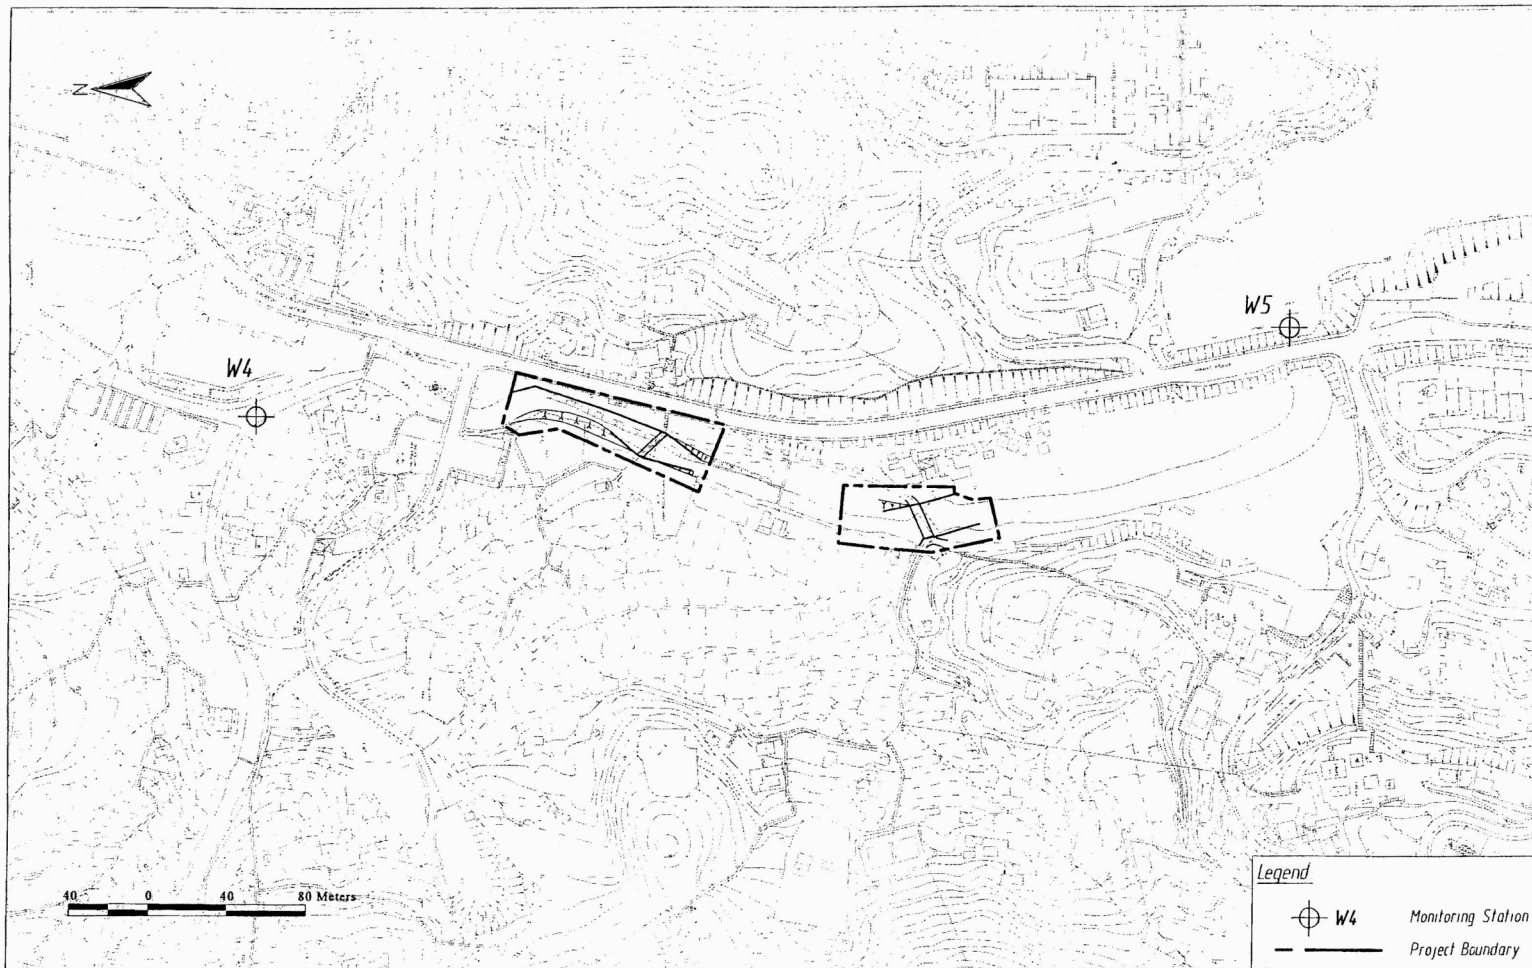 N
W5
W4
40 0 40 80 Meters
Legend
W4 Monitoring Station
Project Boundary